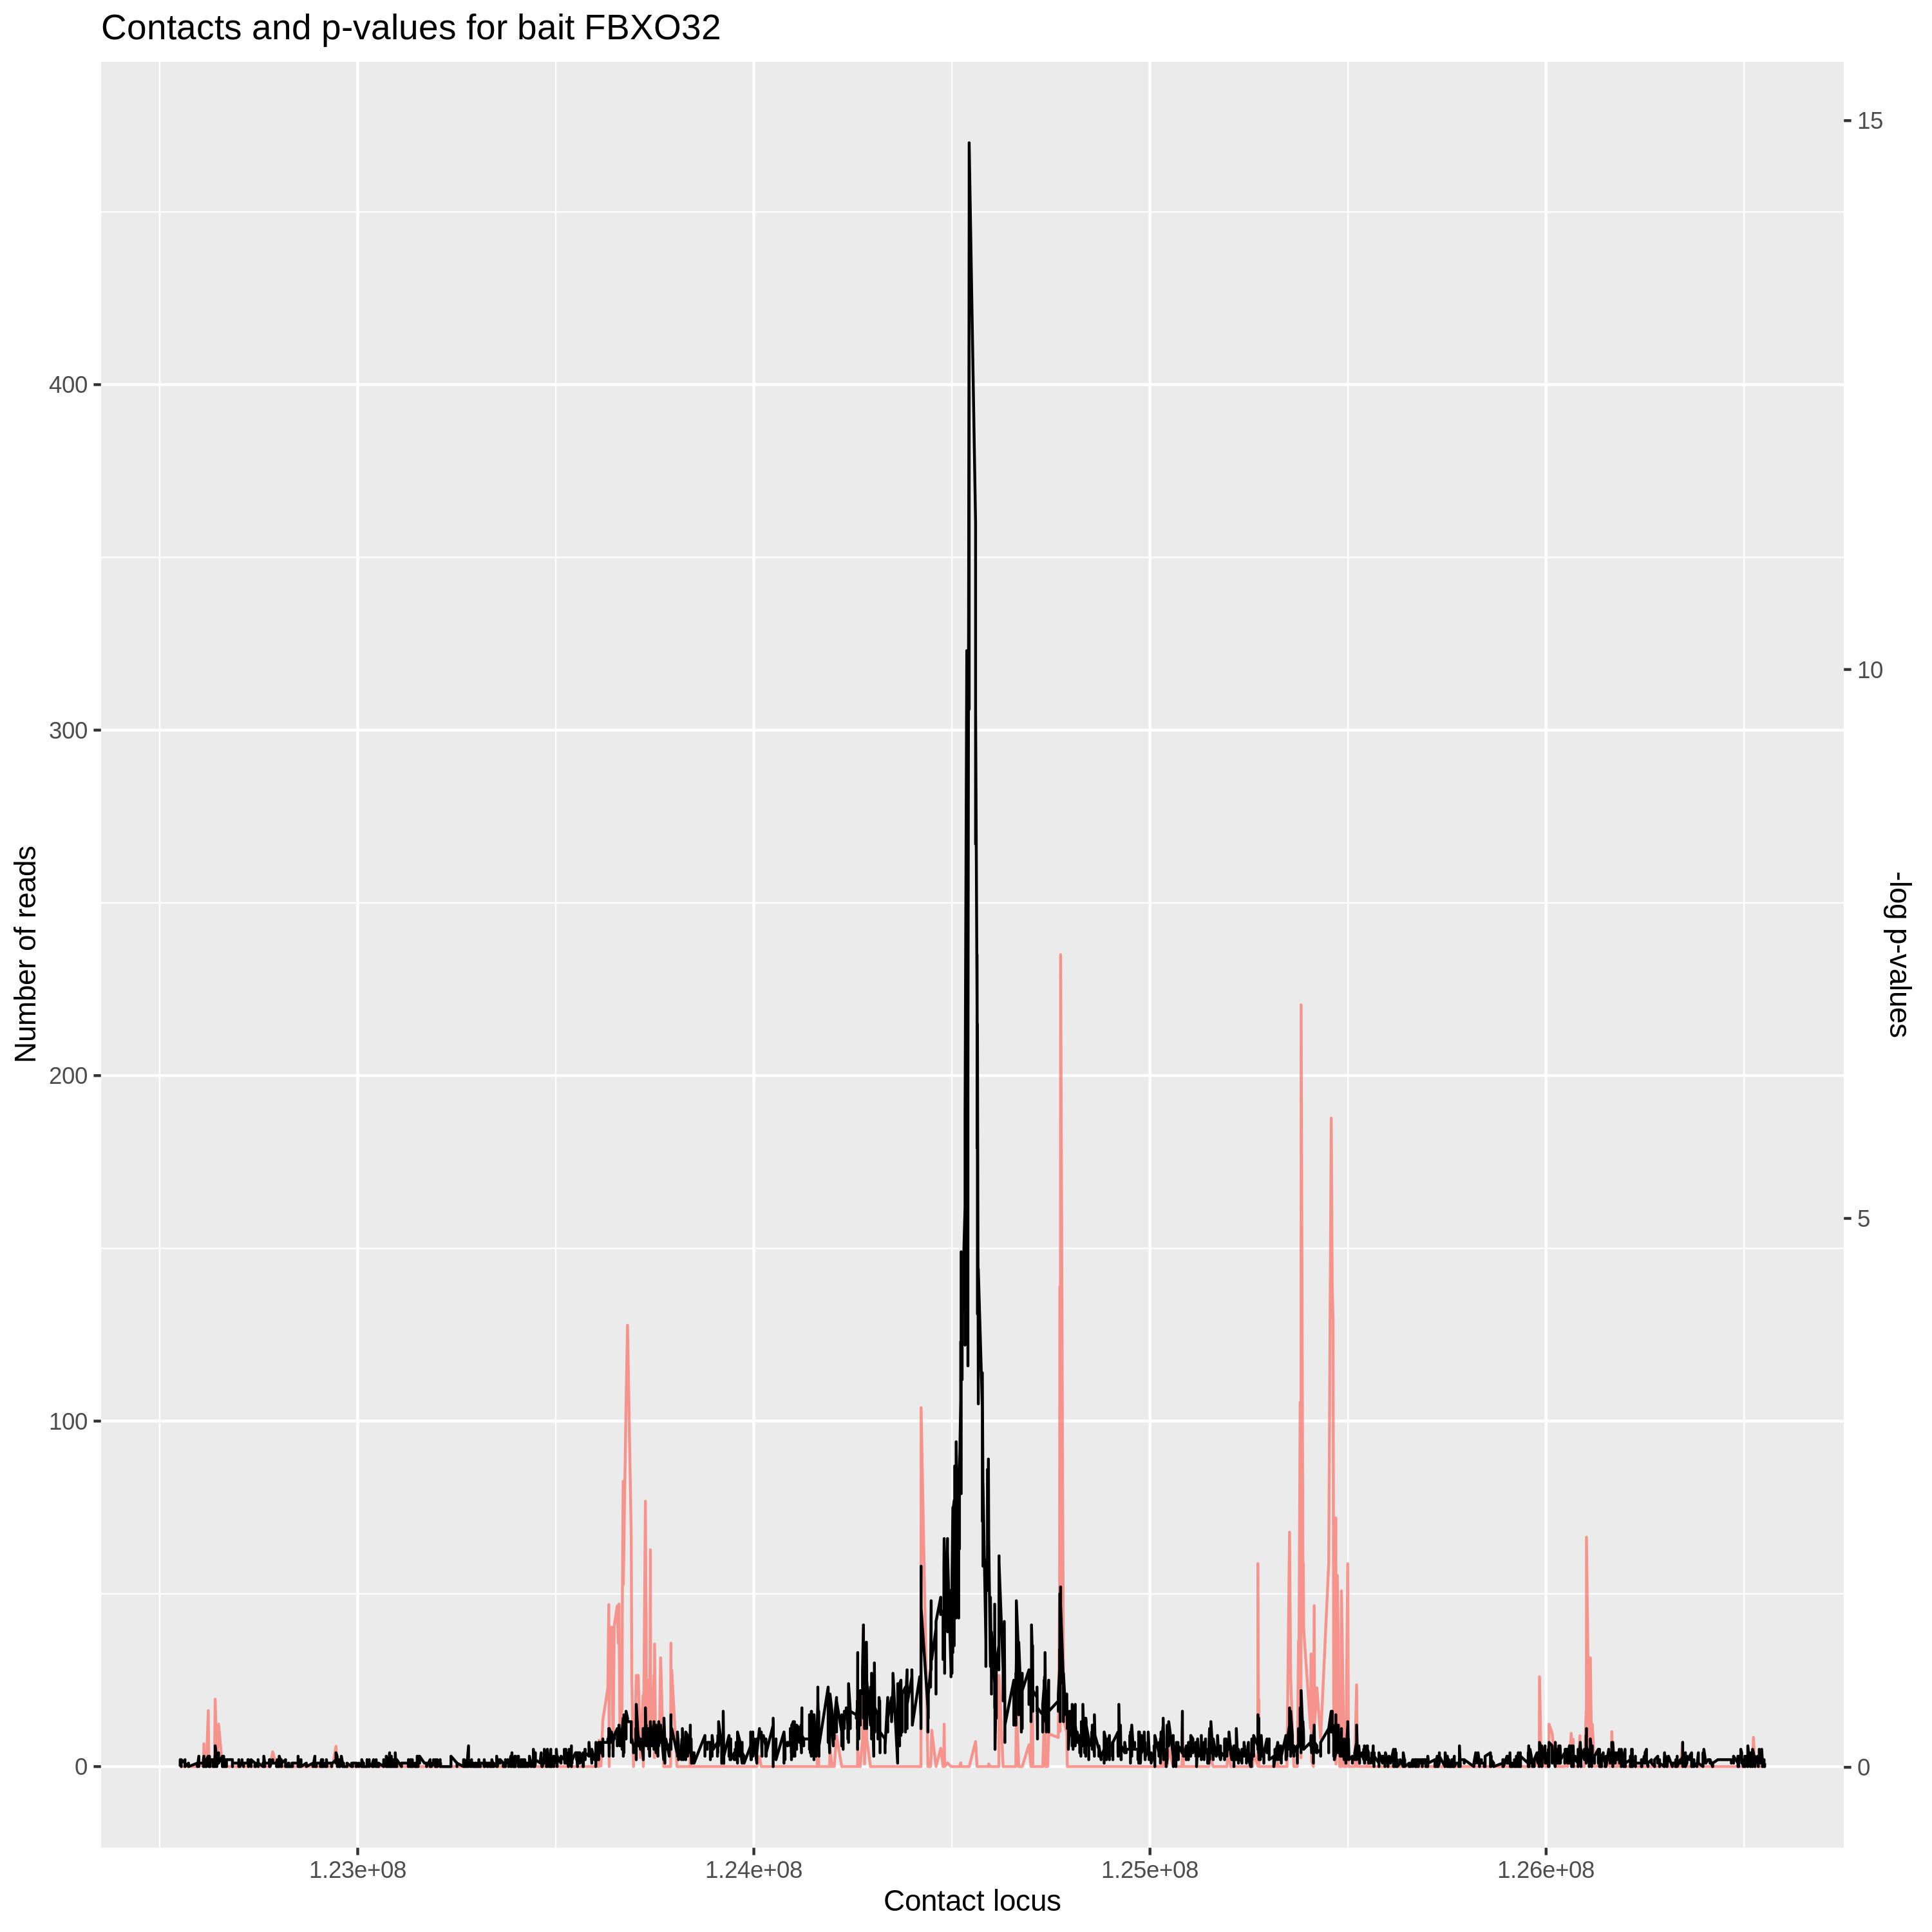 Contacts and p-values for bait FBXO32
15
400
10
300
Number of reads
-log p-values
200
5
100
0
0
1.23e+08
1.24e+08
1.25e+08
1.26e+08
Contact locus